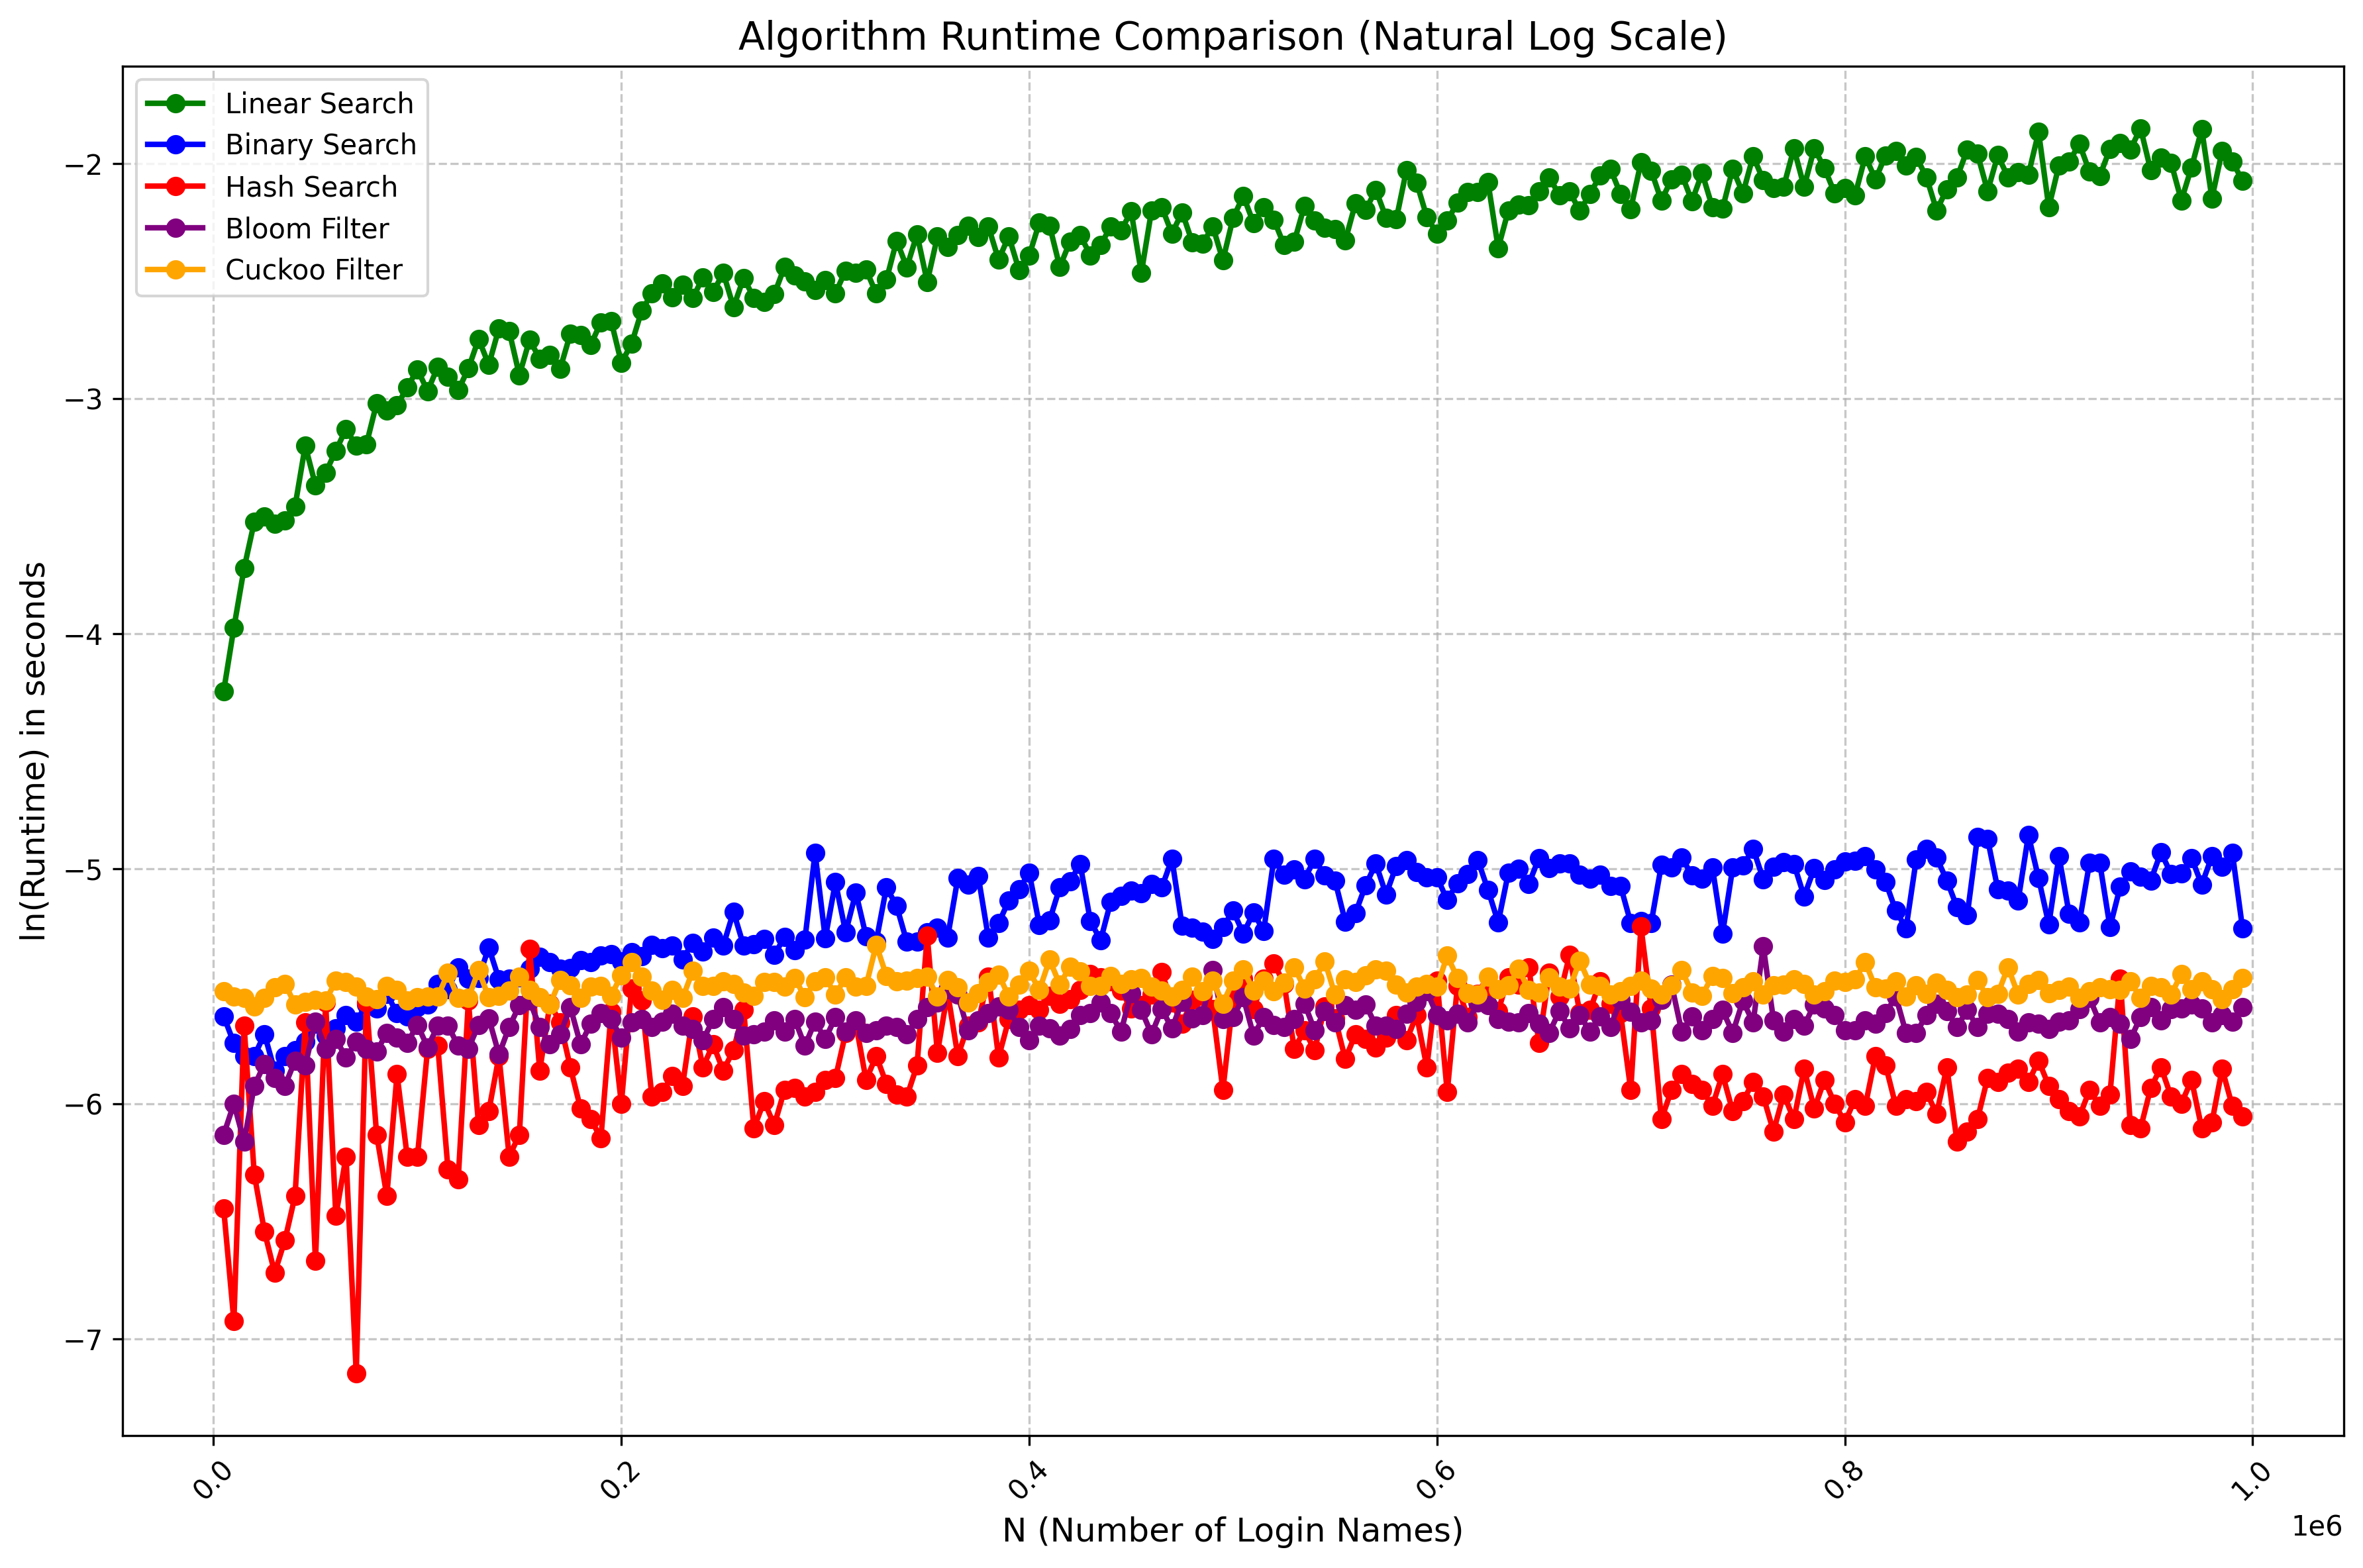 Algorithm Runtime Comparison (Natural Log Scale)
Linear Search
Binary Search
Hash Search
Bloom Filter
Cuckoo Filter
ln(Runtime) in seconds
−2
−3
−4
−5
−6
−7
0.0
0.2
0.4
0.6
0.8
1.0
1e6
N (Number of Login Names)